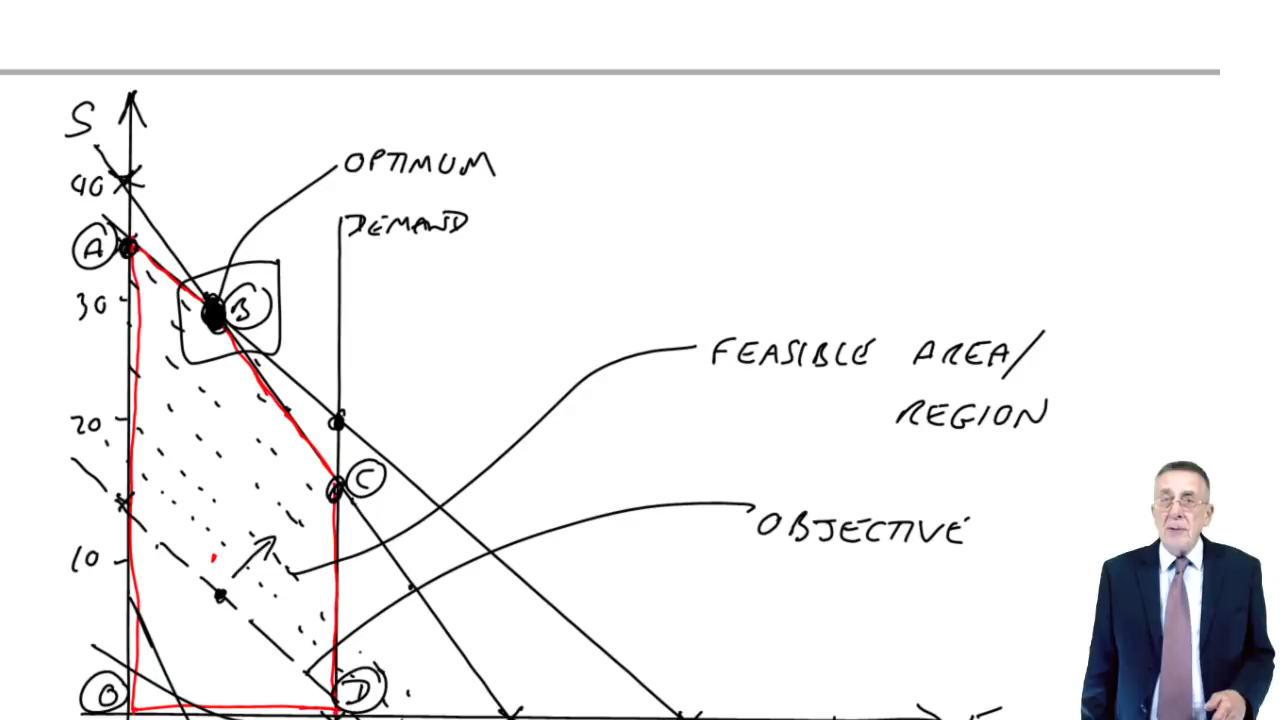 S
OPTIMUM
40
DEMAND
A
30
B
FEASIBLE AREA/
REGION
20
C
OBJECTIVE
10
D